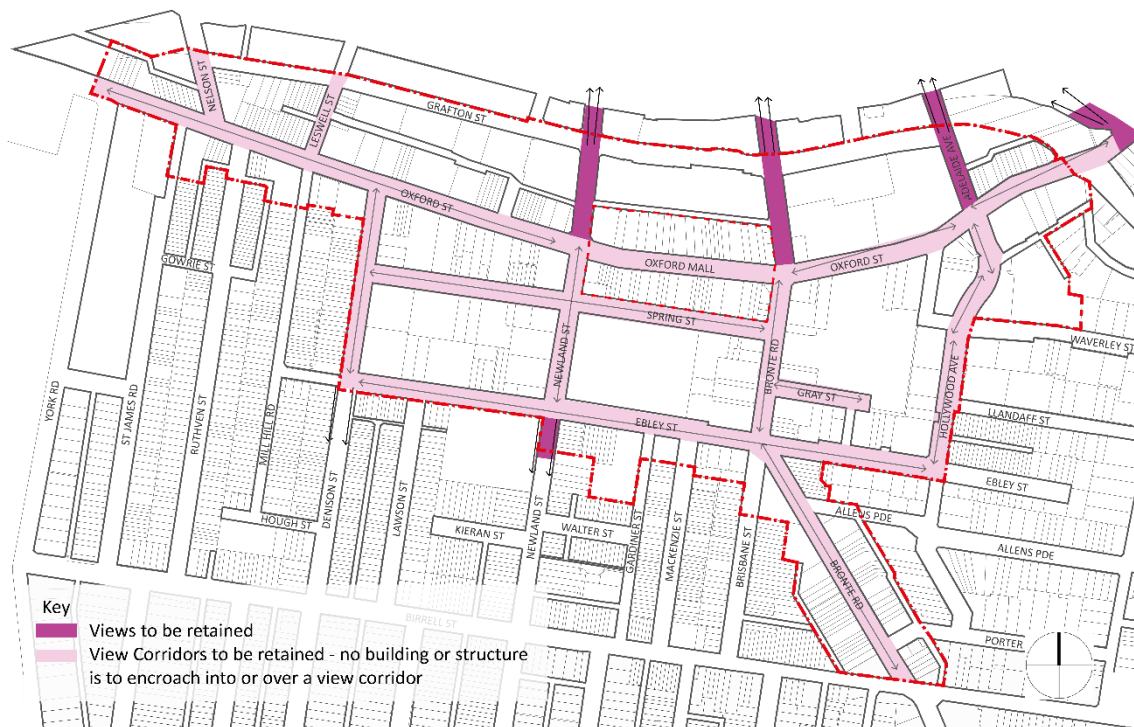 NELSON ST
LESWELL ST
GRAFTON ST
ADELAIDE AVE
OXFORD ST
OXFORD MALL
OXFORD ST
GOWRIE ST
SPRING ST
NEWLAND ST
BRONTE RD
WAVERLEY ST
HOLLYWOOD AVE
GRAY ST
LLANDAFF ST
YORK RD
ST JAMES RD
RUTHVEN ST
MILL HILL RD
EBLEY ST
EBLEY ST
DENISON ST
LAWSON ST
HOUGH ST
KIERAN ST
NEWLAND ST
WALTER ST
GARDINER ST
MACKENZIE ST
BRISBANE ST
ALLENS PDE
ALLENS PDE
BRONTE RD
BIRRELL ST
PORTER
Key
Views to be retained
View Corridors to be retained - no building or structure
is to encroach into or over a view corridor